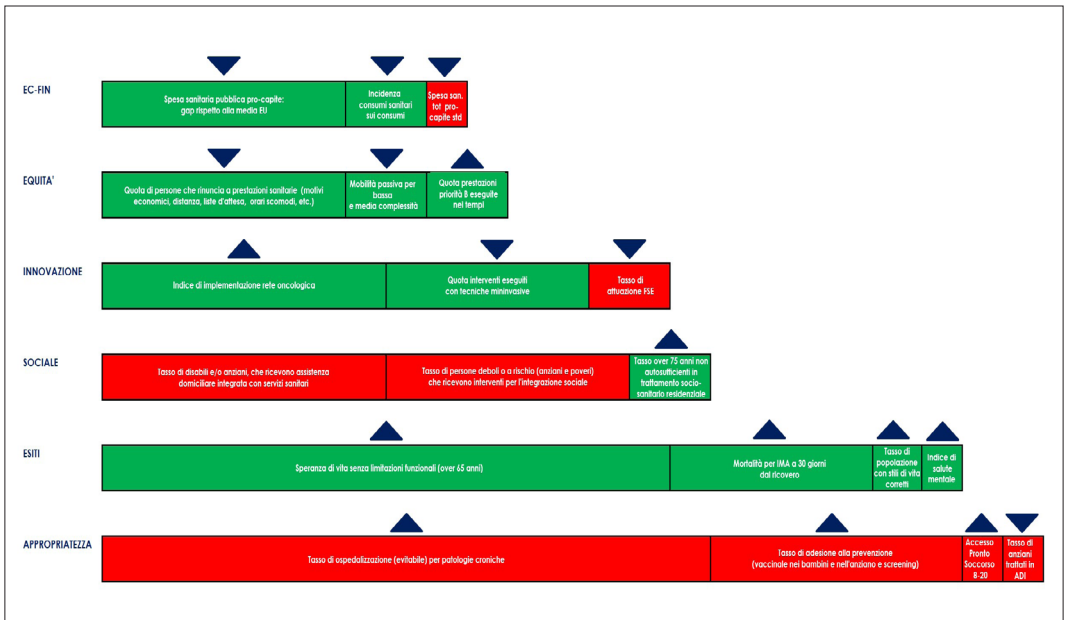 EC-FIN
Spesa sanitaria pubblica pro-capite:
gap rispetto alla media EU
Incidenza
consumi sanitari
sui consumi
Spesa san.
tot pro-
capite std
EQUITA'
Quota di persone che rinuncia a prestazioni sanitarie (motivi
economici, distanza, liste d'attesa, orari scomodi, etc.)
Mobilità passiva per
bassa
e media complessità
Quota prestazioni
priorità B eseguite
nei tempi
INNOVAZIONE
Indice di implementazione rete oncologica
Quota interventi eseguiti
con tecniche mininvasive
Tasso di
attuazione FSE
SOCIALE
Tasso di disabili e/o anziani, che ricevono assistenza
domiciliare integrata con servizi sanitari
Tasso di persone deboli o a rischio (anziani e poveri)
che ricevono interventi per l'integrazione sociale
Tasso over 75 anni non
autosufficienti in
trattamento socio-
sanitario residenziale
ESITI
Speranza di vita senza limitazioni funzionali (over 65 anni)
Mortalità per IMA a 30 giorni
dal ricovero
Tasso di
popolazione
con stili di vita
corretti
Indice di
salute
mentale
APPROPRIATEZZA
Tasso di ospedalizzazione (evitabile) per patologie croniche
Tasso di adesione alla prevenzione
(vaccinale nei bambini e nell'anziano e screening)
Accesso
Pronto
Soccorso
8-20
Tasso di
anziani
trattati in
ADI